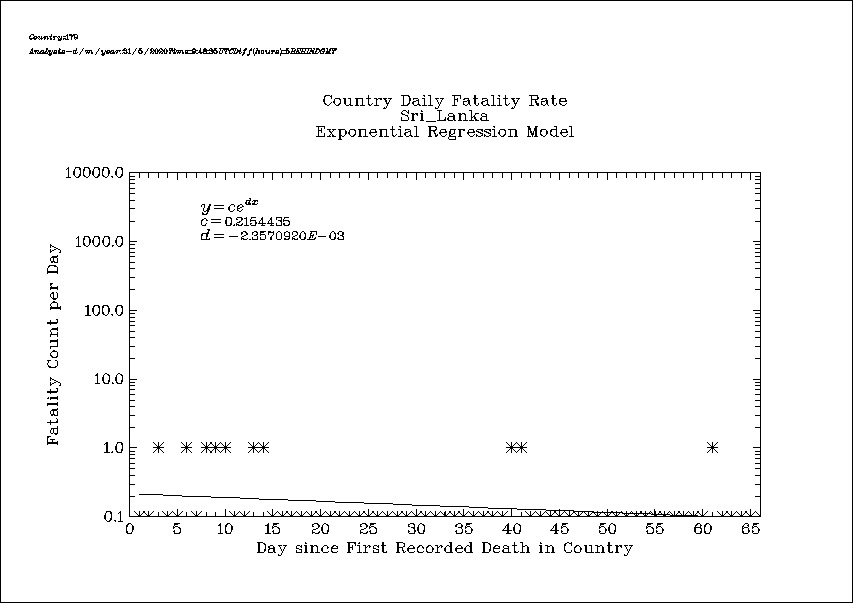 Country:179
Analysis-d/m/year:31/5/2020Time:9:48:35UTCDiff(hours):5BEHINDGMT
Country Daily Fatality Rate
Sri_Lanka
Exponential Regression Model
y=ce^dx
c=0.2154435
d=-2.3570920E-03
Fatality Count per Day
10000.0
1000.0
100.0
10.0
1.0
0.1
0 5 10 15 20 25 30 35 40 45 50 55 60 65
Day since First Recorded Death in Country